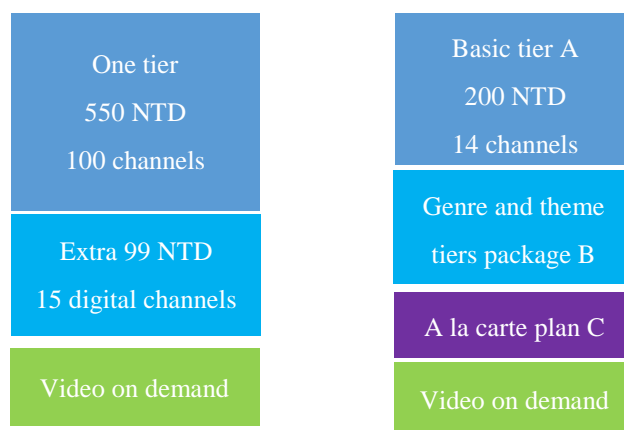 One tier
550 NTD
100 channels
Extra 99 NTD
15 digital channels
Video on demand
Basic tier A
200 NTD
14 channels
Genre and theme
tiers package B
A la carte plan C
Video on demand